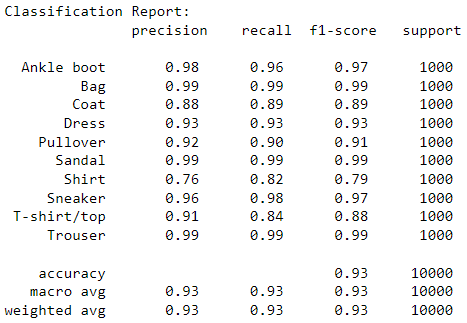 Classification Report:
precision recall f1-score support
Ankle boot 0.98 0.96 0.97 1000
Bag 0.99 0.99 0.99 1000
Coat 0.88 0.89 0.89 1000
Dress 0.93 0.93 0.93 1000
Pullover 0.92 0.90 0.91 1000
Sandal 0.99 0.99 0.99 1000
Shirt 0.76 0.82 0.79 1000
Sneaker 0.96 0.98 0.97 1000
T-shirt/top 0.91 0.84 0.88 1000
Trouser 0.99 0.99 0.99 1000
accuracy 0.93 10000
macro avg 0.93 0.93 0.93 10000
weighted avg 0.93 0.93 0.93 10000